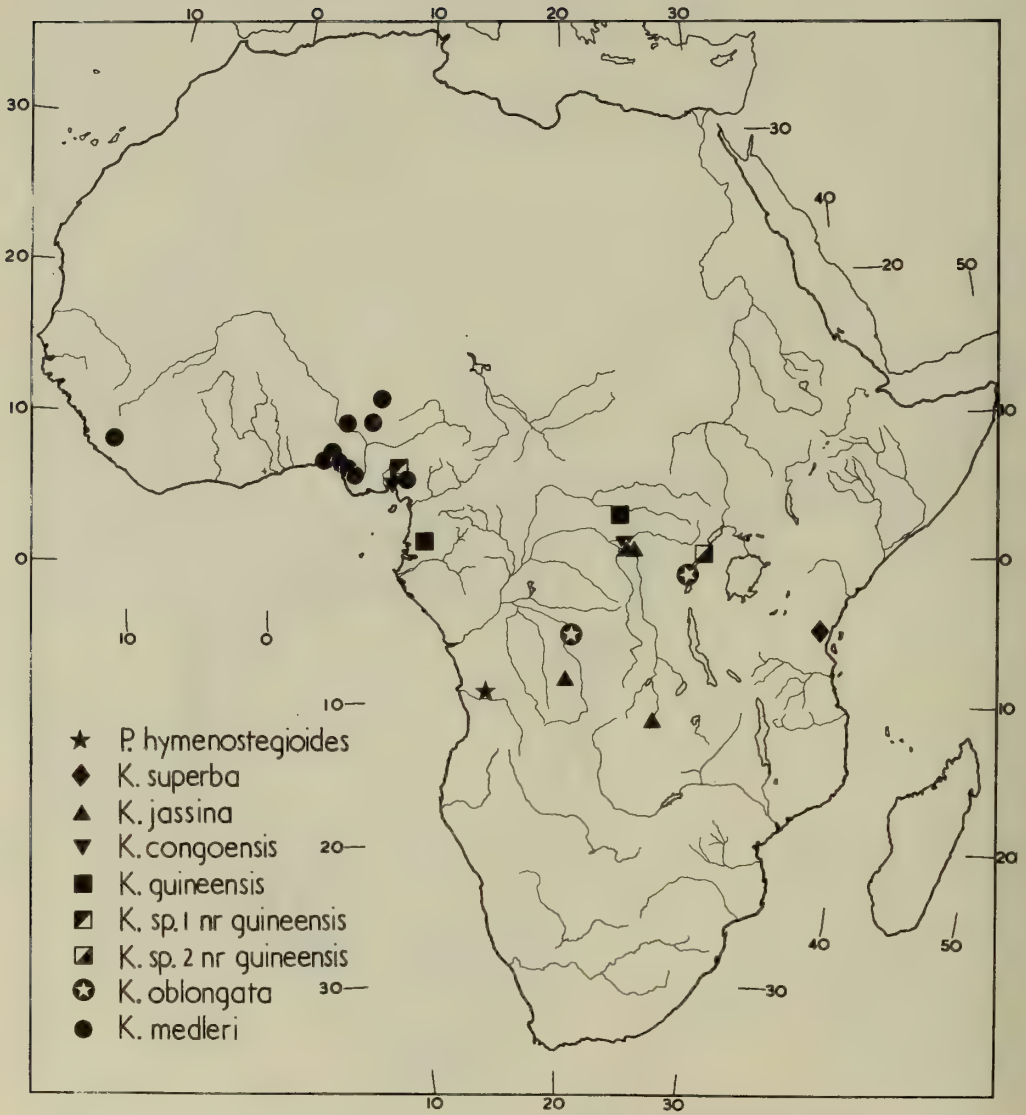 10 0 10 20 30
30
30
40
20
20 50
10 10
0 0
10 0
10 10
★ P. hymenostegioides
◆ K. superba
▲ K. jassina
▼ K. congoensis 20 20
■ K. guineensis
K. sp. 1 nr guineensis 40 50
K. sp. 2 nr guineensis
K. oblongata 30 30
● K. medleri
10 20 30